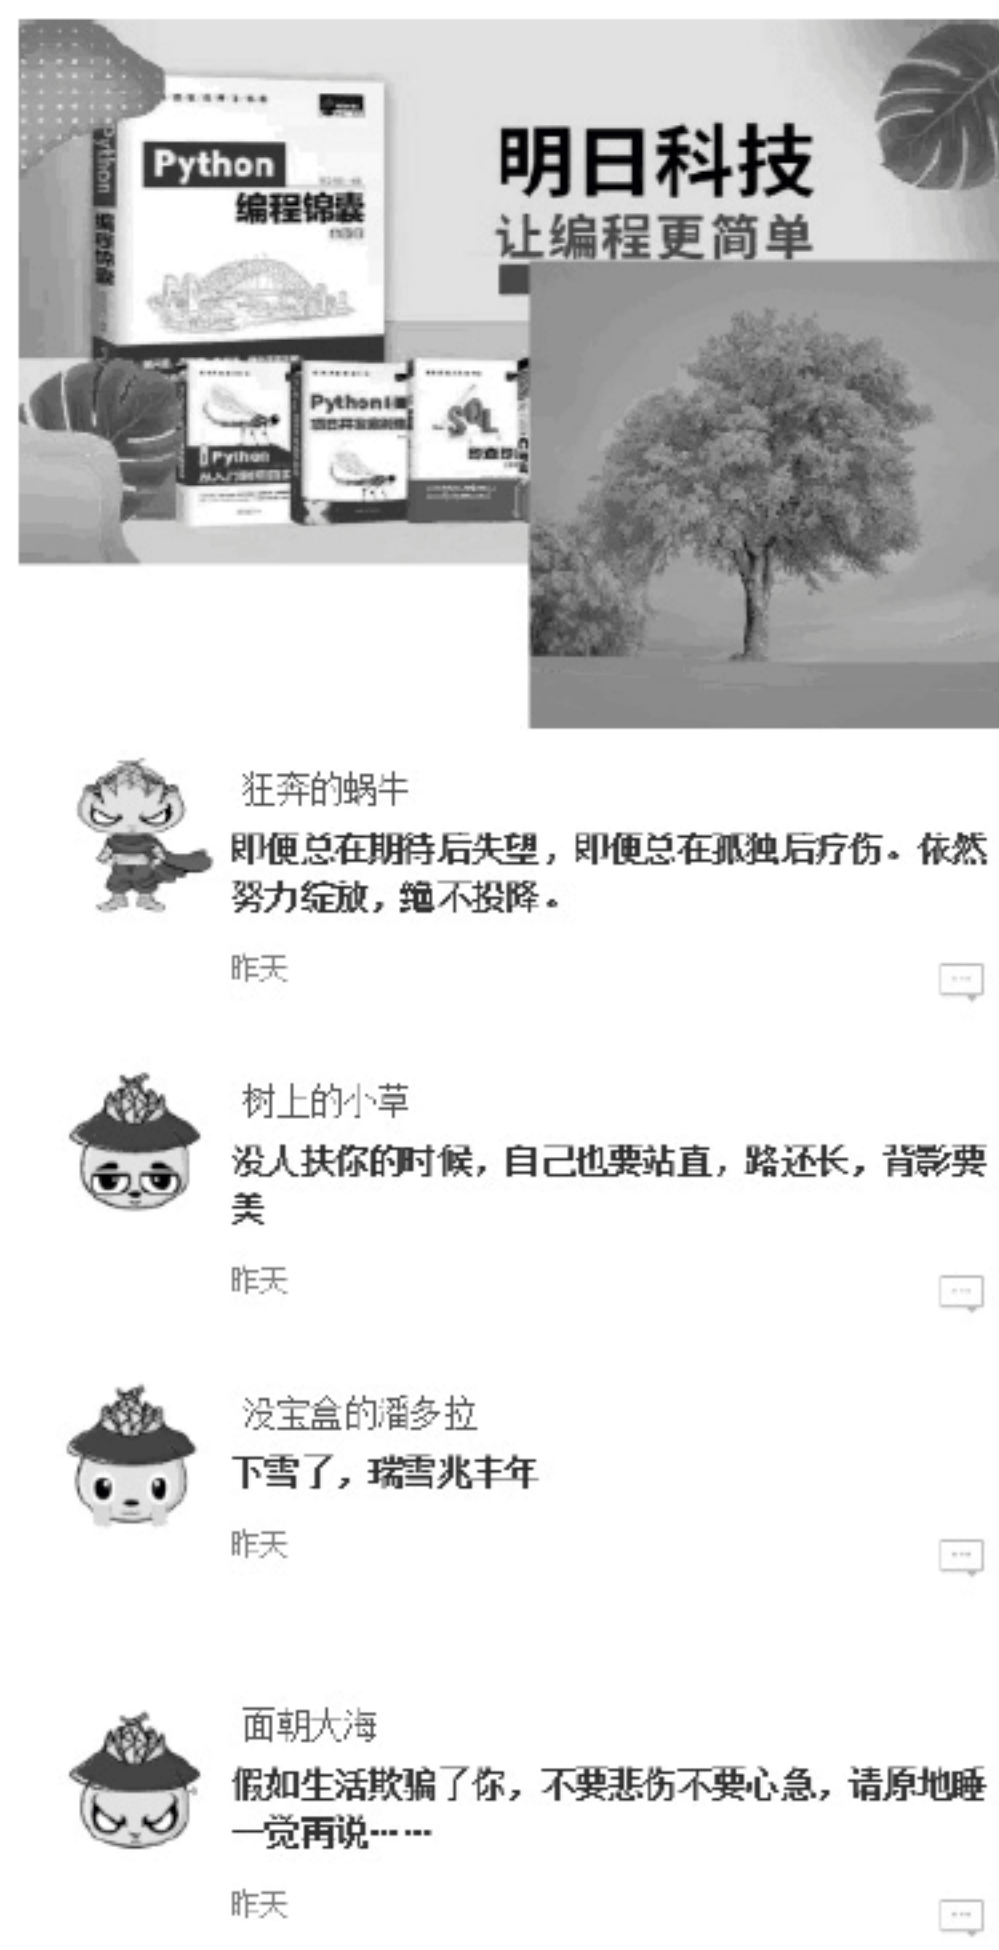 Python
编程锦囊
Python
编程锦囊
明日科技
让编程更简单
Python
Python
SQL
狂奔的蜗牛
即便总在期待后失望，即便总在孤独后疗伤。依然
努力绽放，绝不投降。
昨天
树上的小草
没人扶你的时候，自己也要站直，路还长，背影要
美
昨天
没宝盒的潘多拉
下雪了，瑞雪兆丰年
昨天
面朝大海
假如生活欺骗了你，不要悲伤不要心急，请原地睡
一觉再说……
昨天